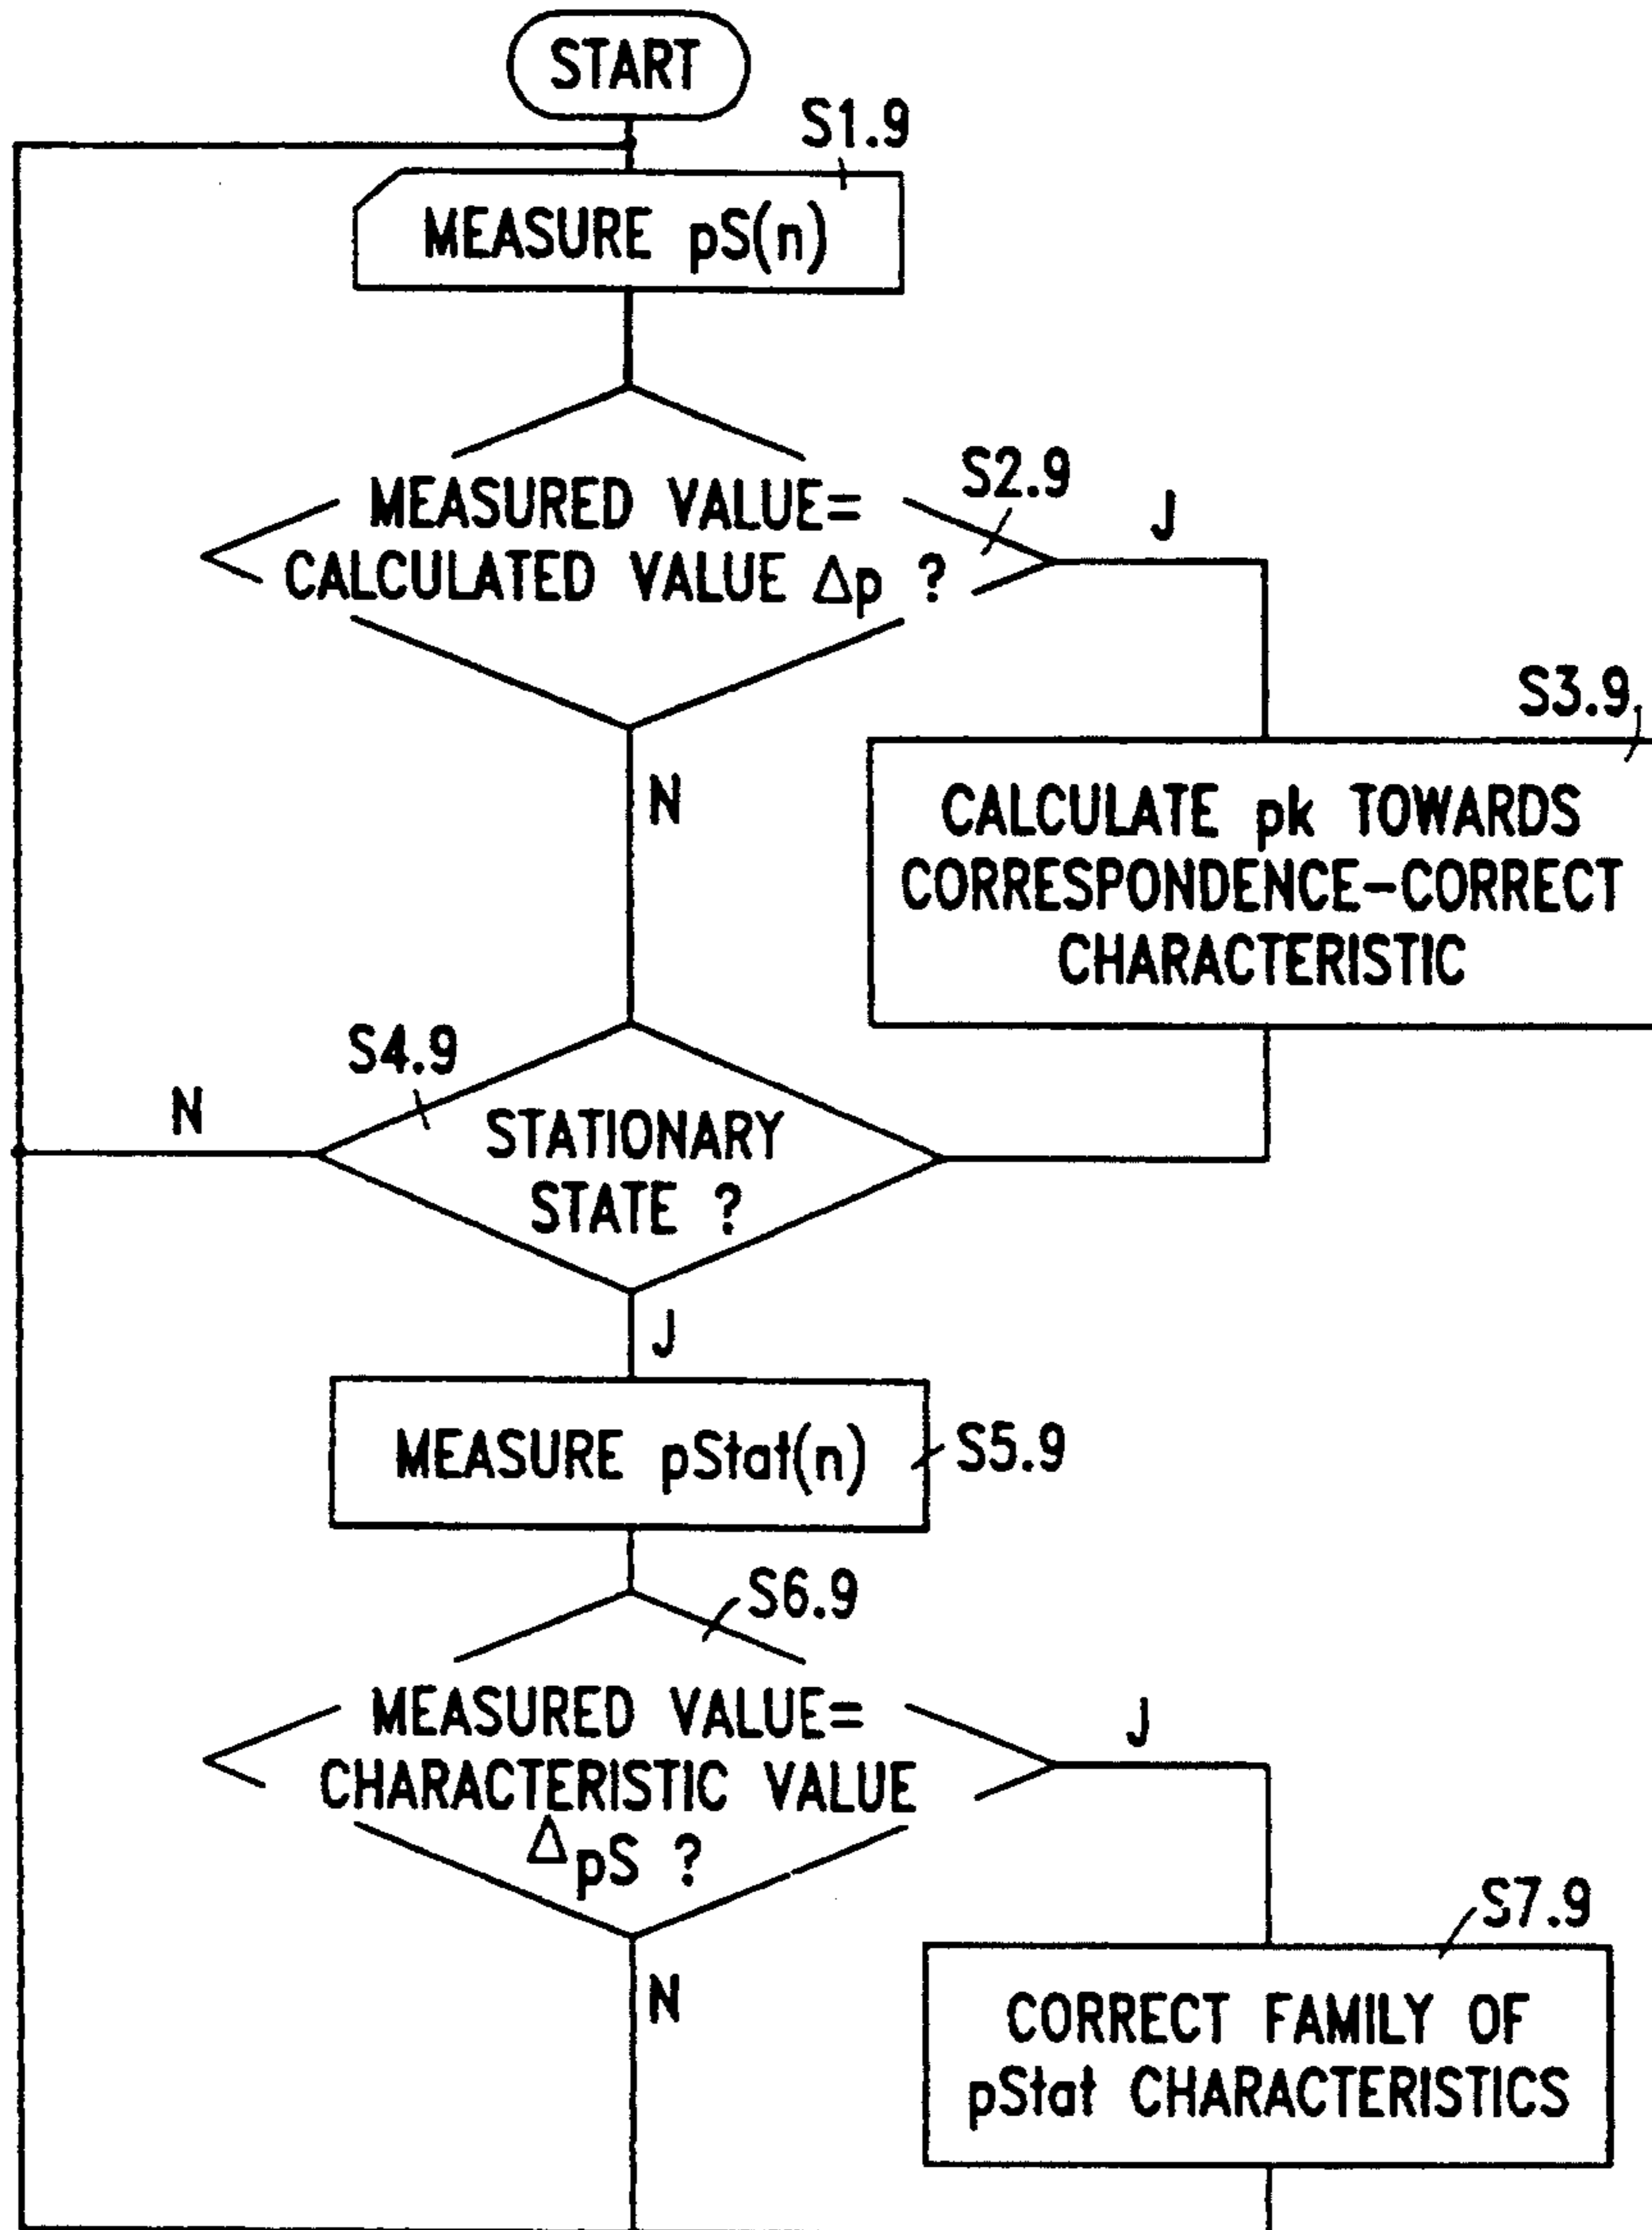 START
S1.9
MEASURE pS(n)
S2.9
MEASURED VALUE=
CALCULATED VALUE Δp ?
J
N
S3.9
CALCULATE pk TOWARDS
CORRESPONDENCE-CORRECT
CHARACTERISTIC
S4.9
N
STATIONARY
STATE ?
J
MEASURE pStat(n)
S5.9
S6.9
MEASURED VALUE=
CHARACTERISTIC VALUE
ΔpS ?
J
N
S7.9
CORRECT FAMILY OF
pStat CHARACTERISTICS